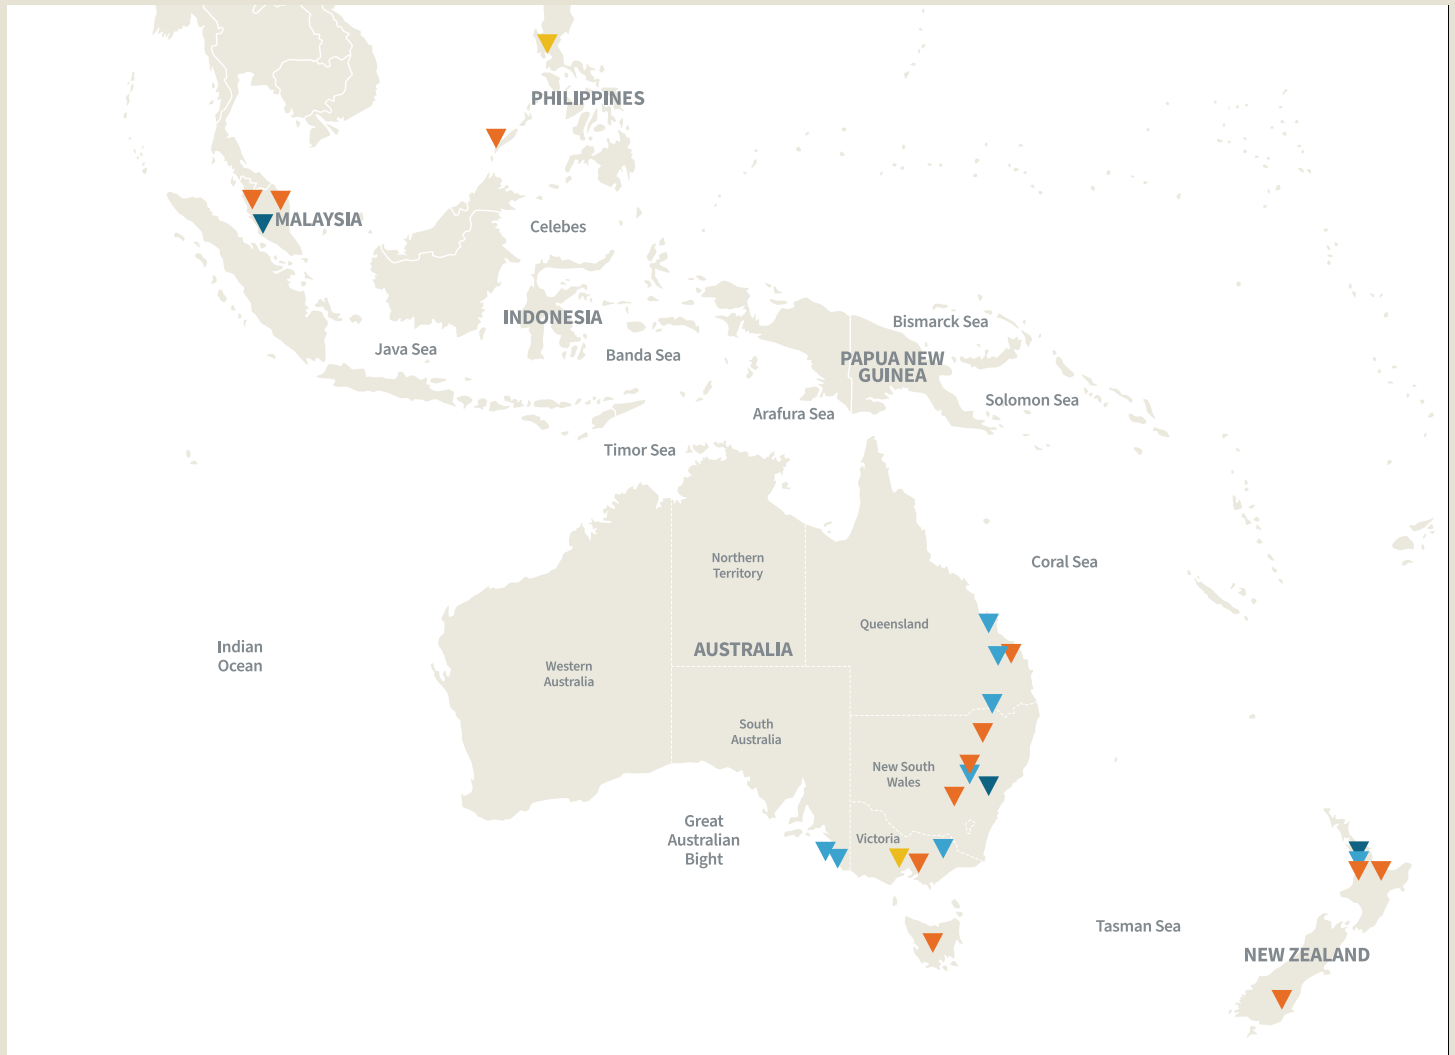 PHILIPPINES
MALAYSIA
Celebes
INDONESIA
Bismarck Sea
Java Sea
Banda Sea
PAPUA NEW
GUINEA
Solomon Sea
Arafura Sea
Timor Sea
Northern
Territory
Coral Sea
Queensland
Indian
Ocean
AUSTRALIA
Western
Australia
South
Australia
New South
Wales
Great
Australian
Bight
Victoria
Tasman Sea
NEW ZEALAND